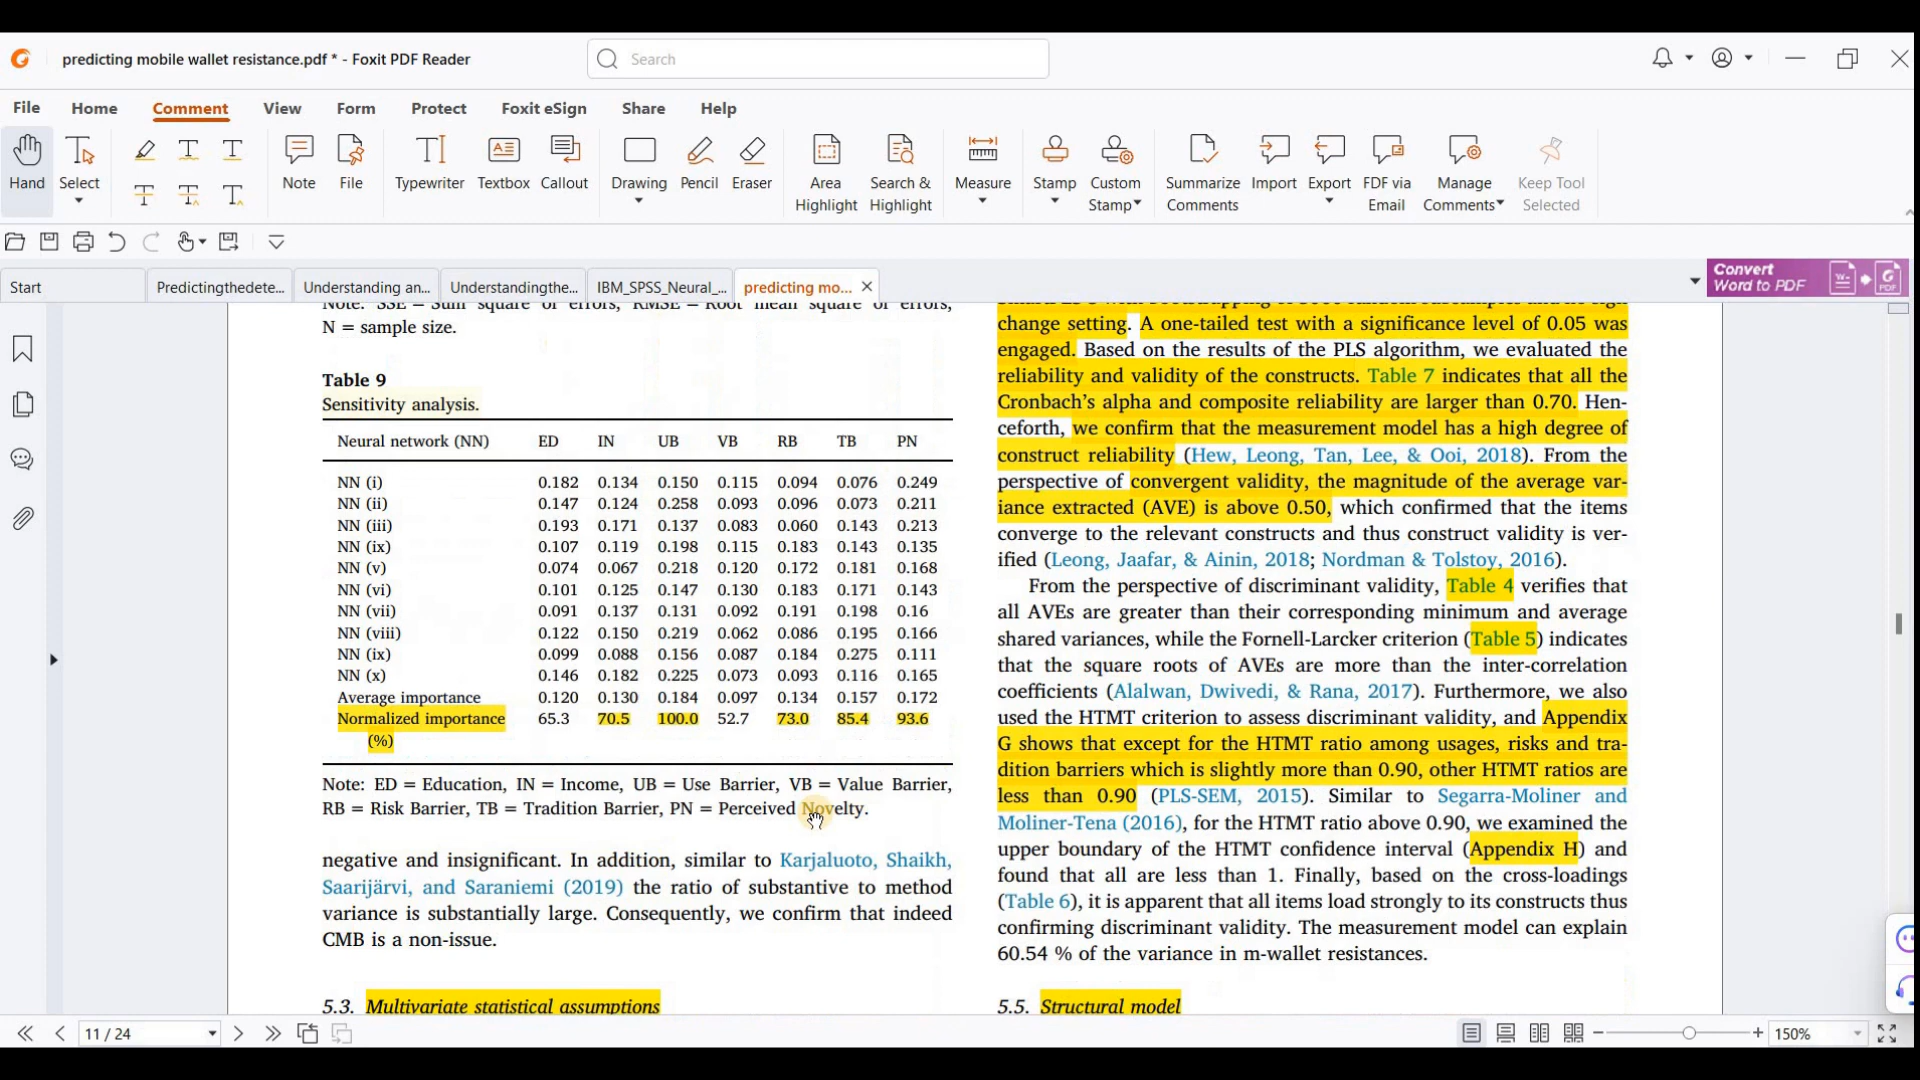 predicting mobile wallet resistance.pdf * - Foxit PDF Reader
Search
File Home Comment View Form Protect Foxit eSign Share Help
Hand Select Note File Typewriter Textbox Callout Drawing Pencil Eraser Area Highlight Search & Highlight Measure Stamp Custom Stamp Summarize Comments Import Export FDF via Email Manage Comments Keep Tool Selected
Start Predictingthedete... Understanding an... Understandingthe... IBM_SPSS_Neural_... predicting mo...
Convert
Word to PDF
Note: SSE = Sum square of errors, RMSE = Root mean square of errors,
N = sample size.
Table 9
Sensitivity analysis.
Neural network (NN) ED IN UB VB RB TB PN
NN (i) 0.182 0.134 0.150 0.115 0.094 0.076 0.249
NN (ii) 0.147 0.124 0.258 0.093 0.096 0.073 0.211
NN (iii) 0.193 0.171 0.137 0.083 0.060 0.143 0.213
NN (ix) 0.107 0.119 0.198 0.115 0.183 0.143 0.135
NN (v) 0.074 0.067 0.218 0.120 0.172 0.181 0.168
NN (vi) 0.101 0.125 0.147 0.130 0.183 0.171 0.143
NN (vii) 0.091 0.137 0.131 0.092 0.191 0.198 0.16
NN (viii) 0.122 0.150 0.219 0.062 0.086 0.195 0.166
NN (ix) 0.099 0.088 0.156 0.087 0.184 0.275 0.111
NN (x) 0.146 0.182 0.225 0.073 0.093 0.116 0.165
Average importance 0.120 0.130 0.184 0.097 0.134 0.157 0.172
Normalized importance 65.3 70.5 100.0 52.7 73.0 85.4 93.6
(%)
Note: ED = Education, IN = Income, UB = Use Barrier, VB = Value Barrier,
RB = Risk Barrier, TB = Tradition Barrier, PN = Perceived Novelty.
negative and insignificant. In addition, similar to Karjaluoto, Shaikh,
Saarijärvi, and Saraniemi (2019) the ratio of substantive to method
variance is substantially large. Consequently, we confirm that indeed
CMB is a non-issue.
5.3. Multivariate statistical assumptions
change setting. A one-tailed test with a significance level of 0.05 was
engaged. Based on the results of the PLS algorithm, we evaluated the
reliability and validity of the constructs. Table 7 indicates that all the
Cronbach's alpha and composite reliability are larger than 0.70. Hen-
ceforth, we confirm that the measurement model has a high degree of
construct reliability (Hew, Leong, Tan, Lee, & Ooi, 2018). From the
perspective of convergent validity, the magnitude of the average var-
iance extracted (AVE) is above 0.50, which confirmed that the items
converge to the relevant constructs and thus construct validity is ver-
ified (Leong, Jaafar, & Ainin, 2018; Nordman & Tolstoy, 2016).
From the perspective of discriminant validity, Table 4 verifies that
all AVEs are greater than their corresponding minimum and average
shared variances, while the Fornell-Larcker criterion (Table 5) indicates
that the square roots of AVEs are more than the inter-correlation
coefficients (Alalwan, Dwivedi, & Rana, 2017). Furthermore, we also
used the HTMT criterion to assess discriminant validity, and Appendix
G shows that except for the HTMT ratio among usages, risks and tra-
dition barriers which is slightly more than 0.90, other HTMT ratios are
less than 0.90 (PLS-SEM, 2015). Similar to Segarra-Moliner and
Moliner-Tena (2016), for the HTMT ratio above 0.90, we examined the
upper boundary of the HTMT confidence interval (Appendix H) and
found that all are less than 1. Finally, based on the cross-loadings
(Table 6), it is apparent that all items load strongly to its constructs thus
confirming discriminant validity. The measurement model can explain
60.54 % of the variance in m-wallet resistances.
5.5. Structural model
11 / 24
150%